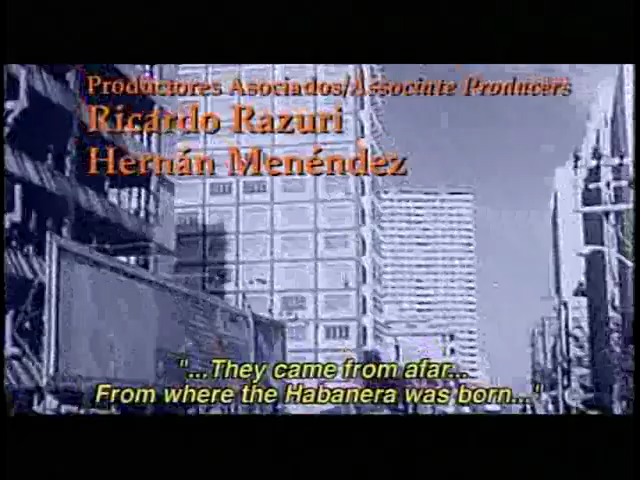 Productores Asociados/Associate Producers
Ricardo Razuri
Hernán Menéndez
"...They came from afar...
From where the Habanera was born..."